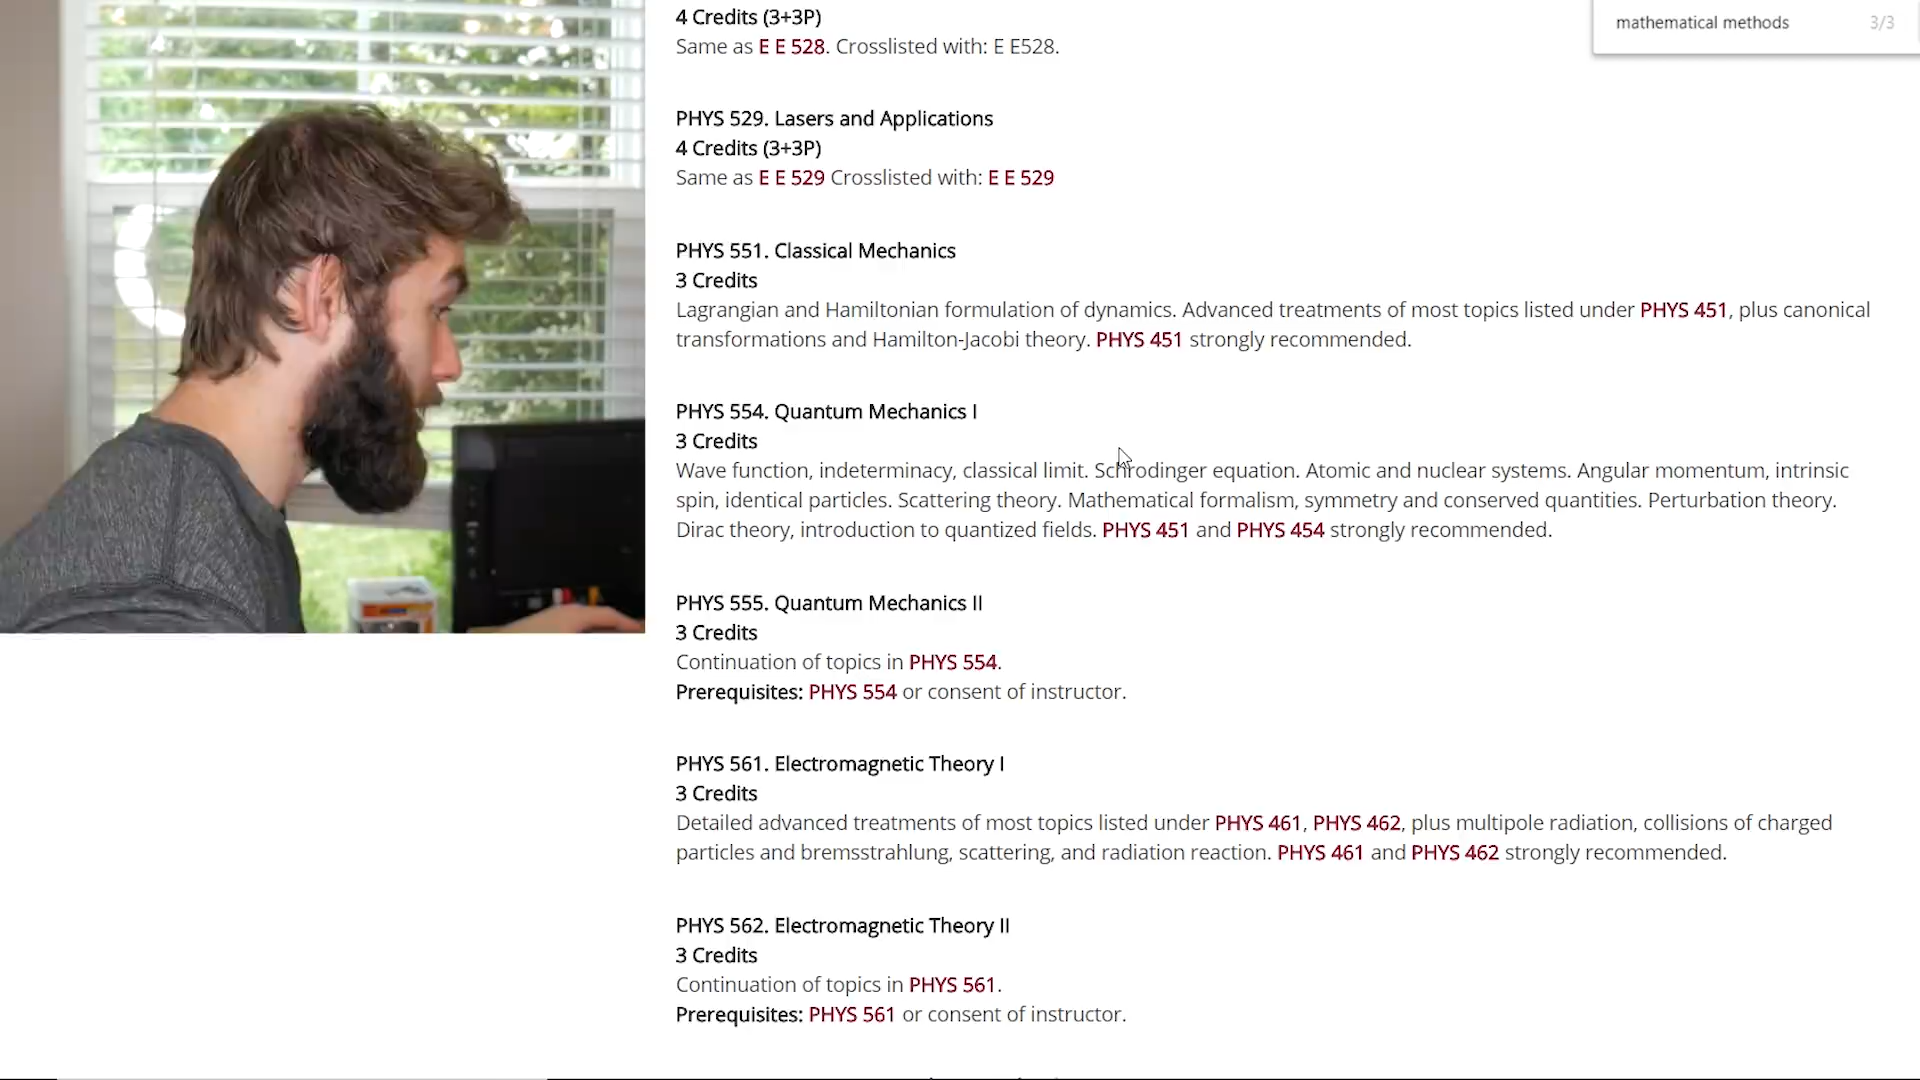 4 Credits (3+3P)
Same as E E 528. Crosslisted with: E E528.
mathematical methods 3/3
PHYS 529. Lasers and Applications
4 Credits (3+3P)
Same as E E 529 Crosslisted with: E E 529
PHYS 551. Classical Mechanics
3 Credits
Lagrangian and Hamiltonian formulation of dynamics. Advanced treatments of most topics listed under PHYS 451, plus canonical
transformations and Hamilton-Jacobi theory. PHYS 451 strongly recommended.
PHYS 554. Quantum Mechanics I
3 Credits
Wave function, indeterminacy, classical limit. Schrodinger equation. Atomic and nuclear systems. Angular momentum, intrinsic
spin, identical particles. Scattering theory. Mathematical formalism, symmetry and conserved quantities. Perturbation theory.
Dirac theory, introduction to quantized fields. PHYS 451 and PHYS 454 strongly recommended.
PHYS 555. Quantum Mechanics II
3 Credits
Continuation of topics in PHYS 554.
Prerequisites: PHYS 554 or consent of instructor.
PHYS 561. Electromagnetic Theory I
3 Credits
Detailed advanced treatments of most topics listed under PHYS 461, PHYS 462, plus multipole radiation, collisions of charged
particles and bremsstrahlung, scattering, and radiation reaction. PHYS 461 and PHYS 462 strongly recommended.
PHYS 562. Electromagnetic Theory II
3 Credits
Continuation of topics in PHYS 561.
Prerequisites: PHYS 561 or consent of instructor.